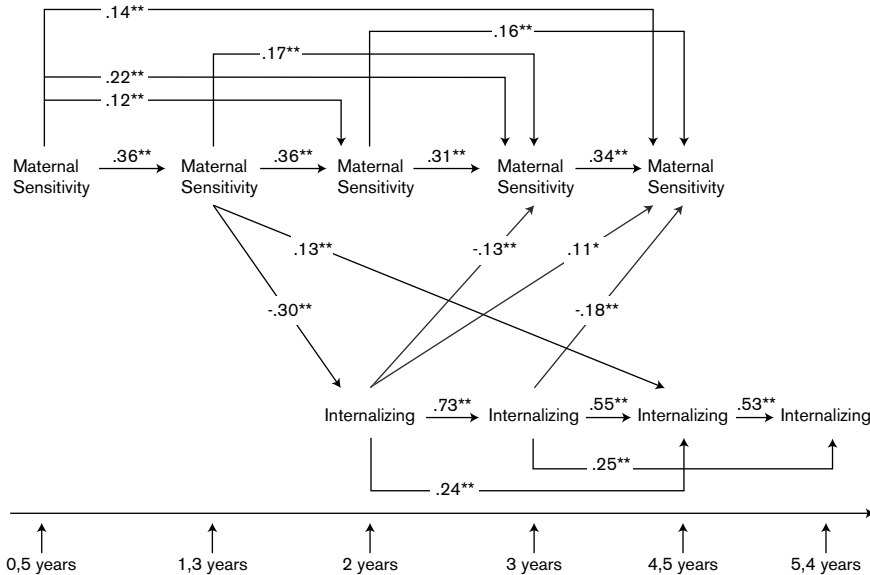 .14**
.16**
.17**
.22**
.12**
Maternal
Sensitivity
.36**
Maternal
Sensitivity
.36**
Maternal
Sensitivity
.31**
Maternal
Sensitivity
.34**
Maternal
Sensitivity
.13**
-.13**
.11*
-.30**
-.18**
Internalizing
.73**
Internalizing
.55**
Internalizing
.53**
Internalizing
.25**
.24**
0,5 years
1,3 years
2 years
3 years
4,5 years
5,4 years